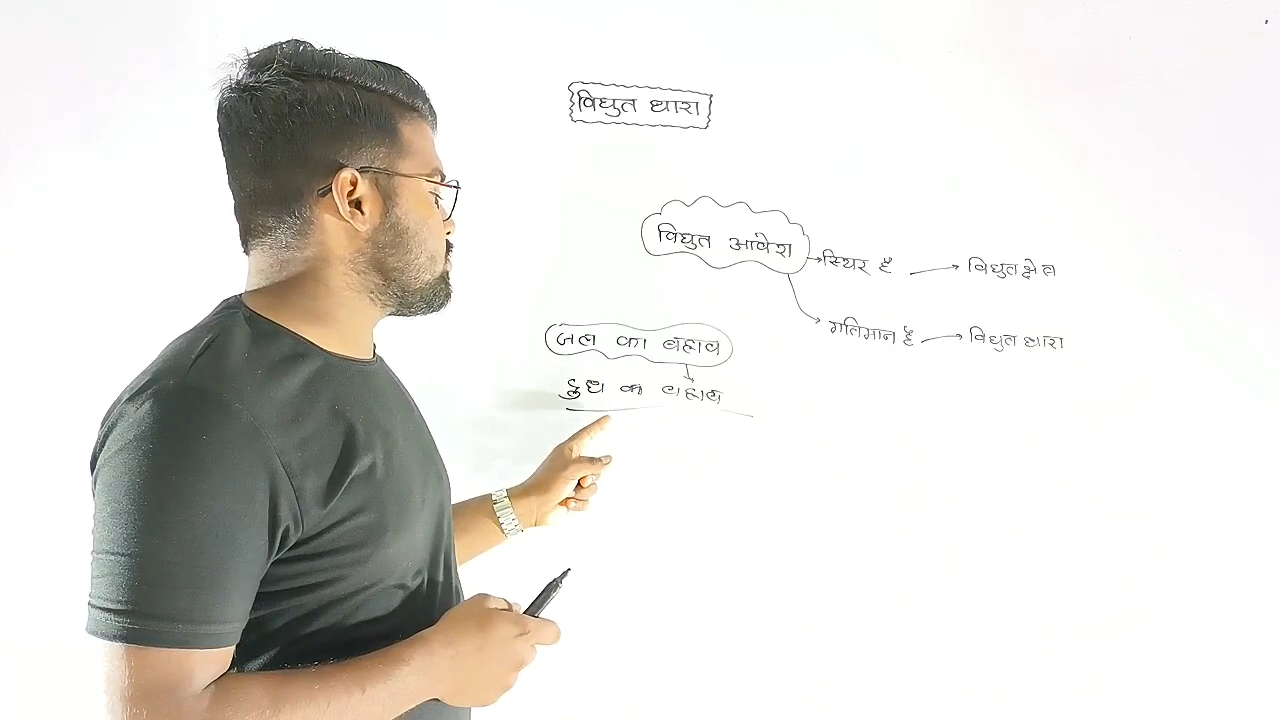 विधुत धारा
विधुत आवेश
स्थिर है → विधुत क्षेत्र
गतिमान है → विधुत धारा
जल का बहाव
दुध का बहाव